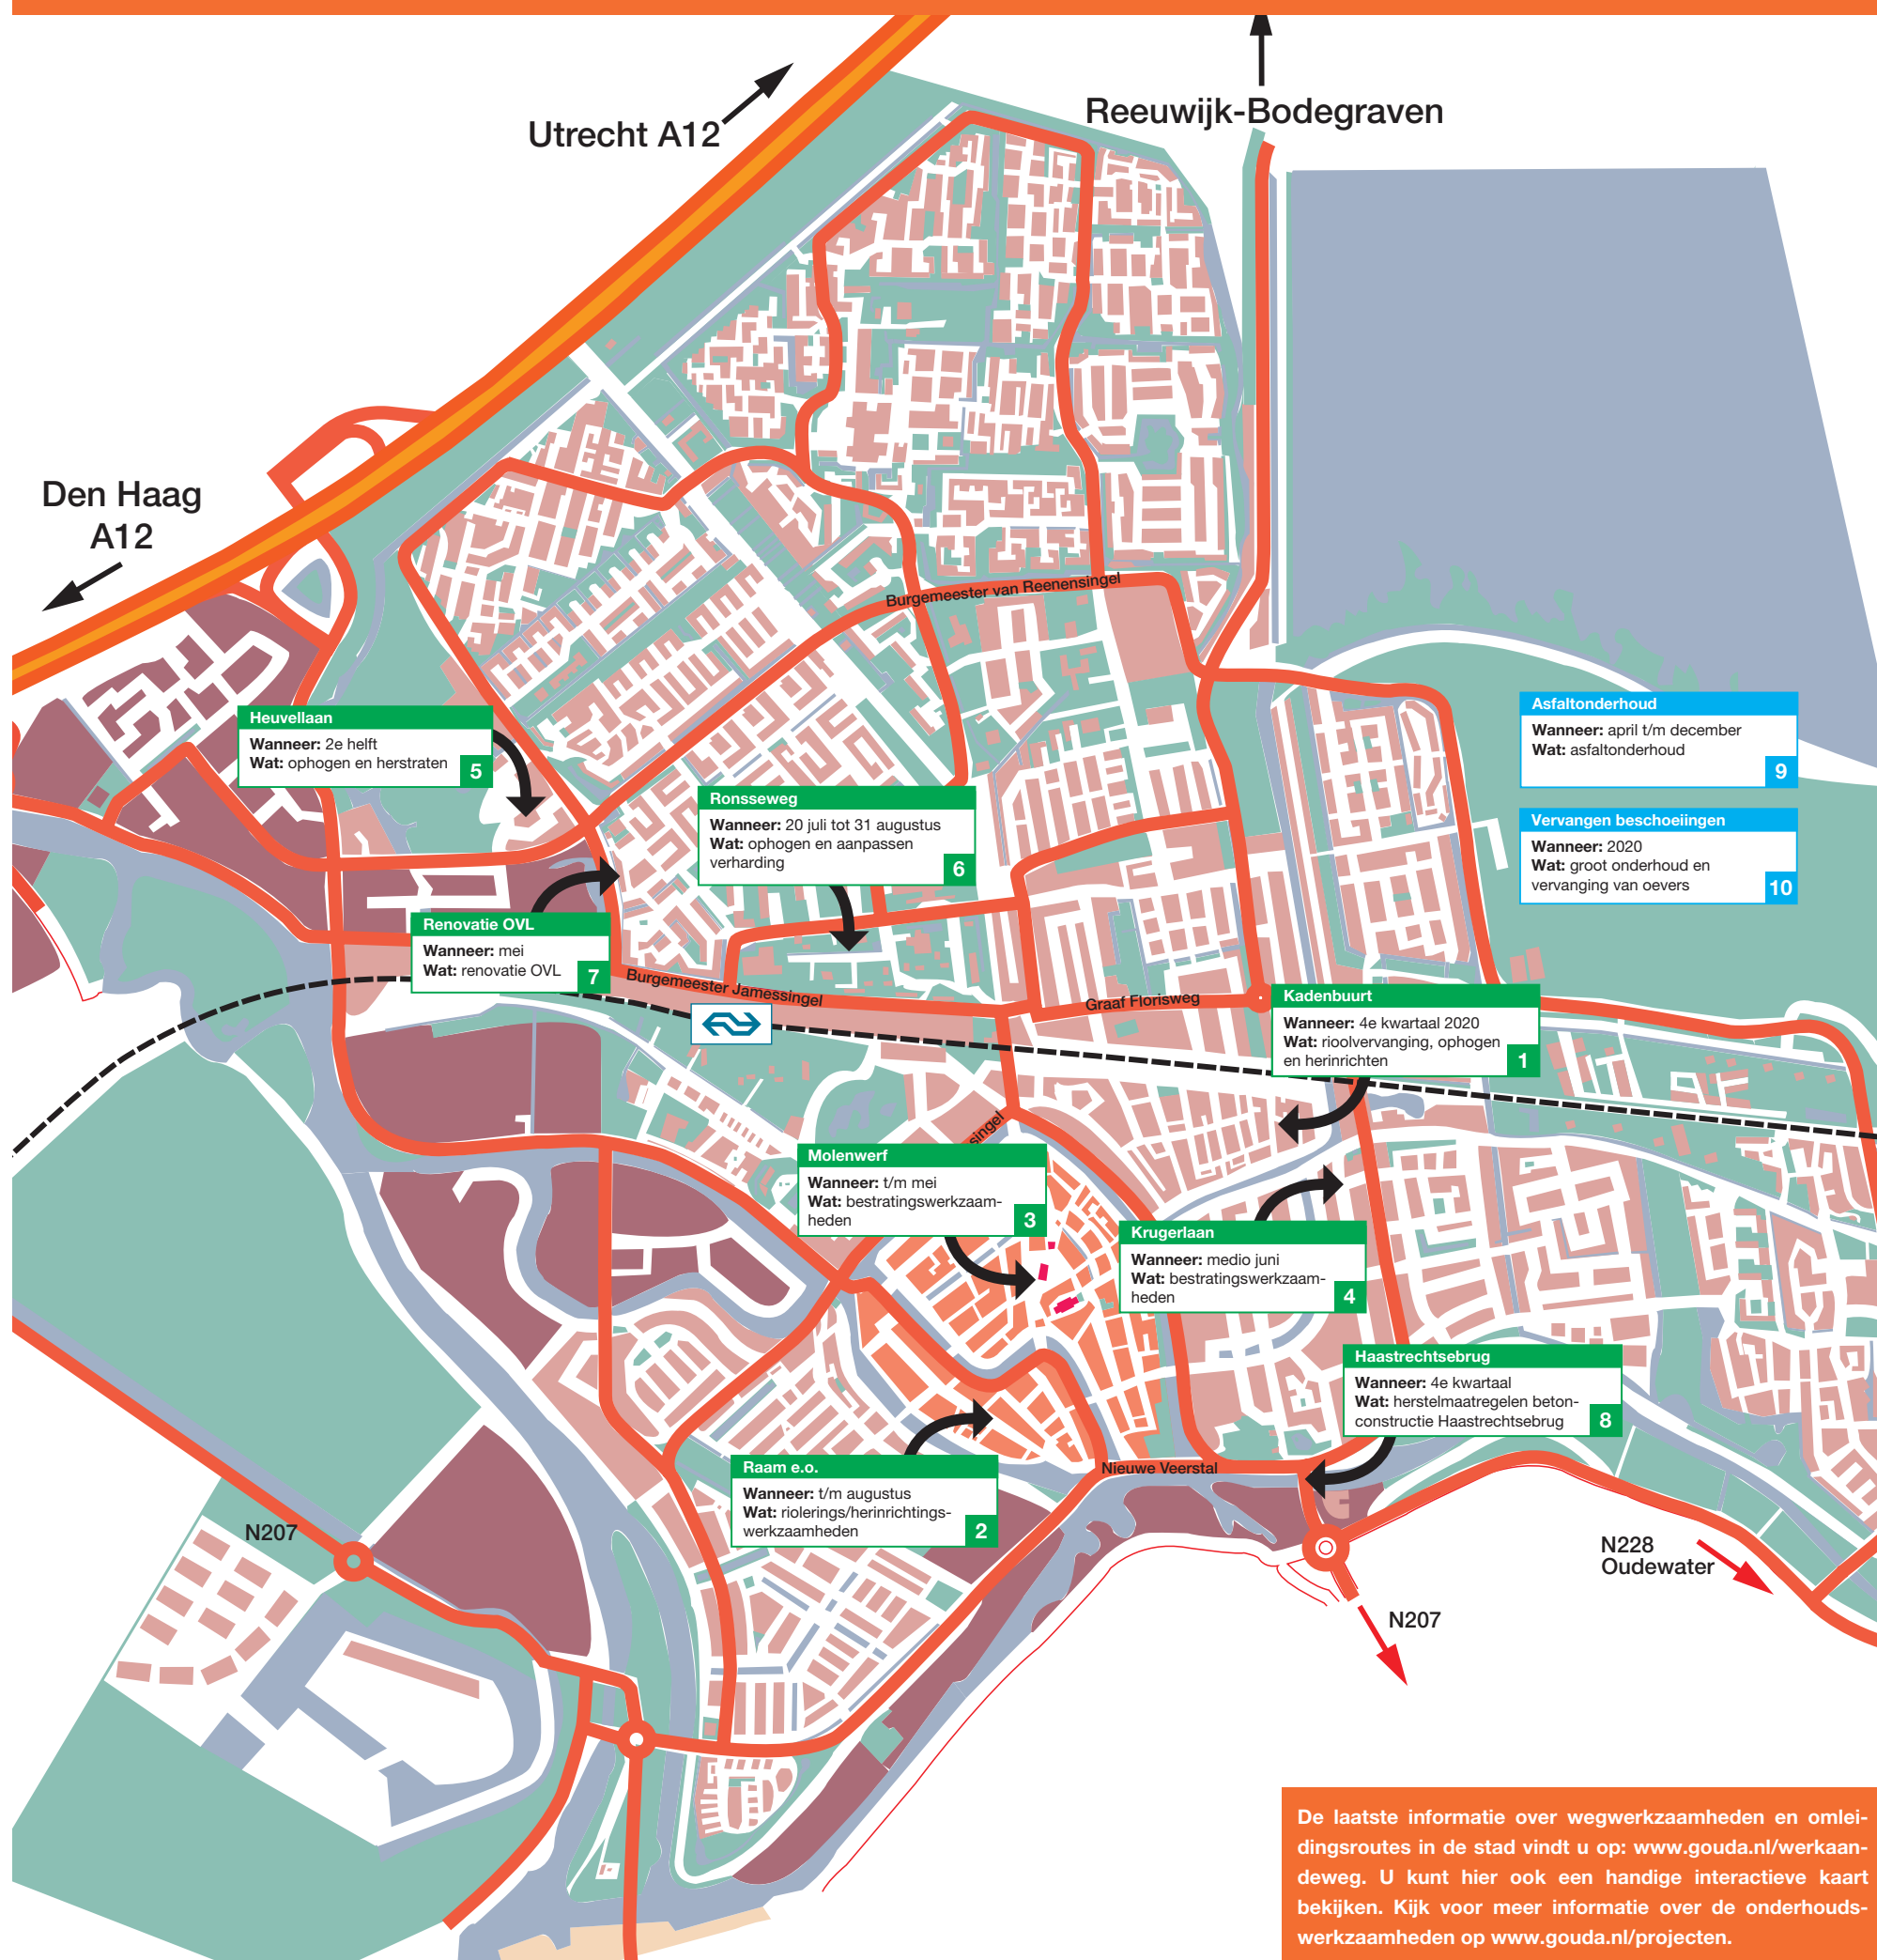 Utrecht A12
Reeuwijk-Bodegraven
Den Haag
A12
Burgemeester van Reenensingel
Heuvellaan
Wanneer: 2e helft
Wat: ophogen en herstraten
5
Asfaltonderhoud
Wanneer: april t/m december
Wat: asfaltonderhoud
9
Ronsseweg
Wanneer: 20 juli tot 31 augustus
Wat: ophogen en aanpassen
verharding
6
Vervangen beschoeiingen
Wanneer: 2020
Wat: groot onderhoud en
vervanging van oevers
10
Renovatie OVL
Wanneer: mei
Wat: renovatie OVL
7
Burgemeester Jamessingel
Graaf Florisweg
Kadenbuurt
Wanneer: 4e kwartaal 2020
Wat: rioolvervanging, ophogen
en herinrichten
1
singel
Molenwerf
Wanneer: t/m mei
Wat: bestratingswerkzaam-
heden
3
Krugerlaan
Wanneer: medio juni
Wat: bestratingswerkzaam-
heden
4
Haastrechtsebrug
Wanneer: 4e kwartaal
Wat: herstelmaatregelen beton-
constructie Haastrechtsebrug
8
Raam e.o.
Wanneer: t/m augustus
Wat: riolerings/herinrichtings-
werkzaamheden
2
Nieuwe Veerstal
N207
N228
Oudewater
N207
De laatste informatie over wegwerkzaamheden en omlei-
dingsroutes in de stad vindt u op: www.gouda.nl/werkaan-
deweg. U kunt hier ook een handige interactieve kaart
bekijken. Kijk voor meer informatie over de onderhouds-
werkzaamheden op www.gouda.nl/projecten.